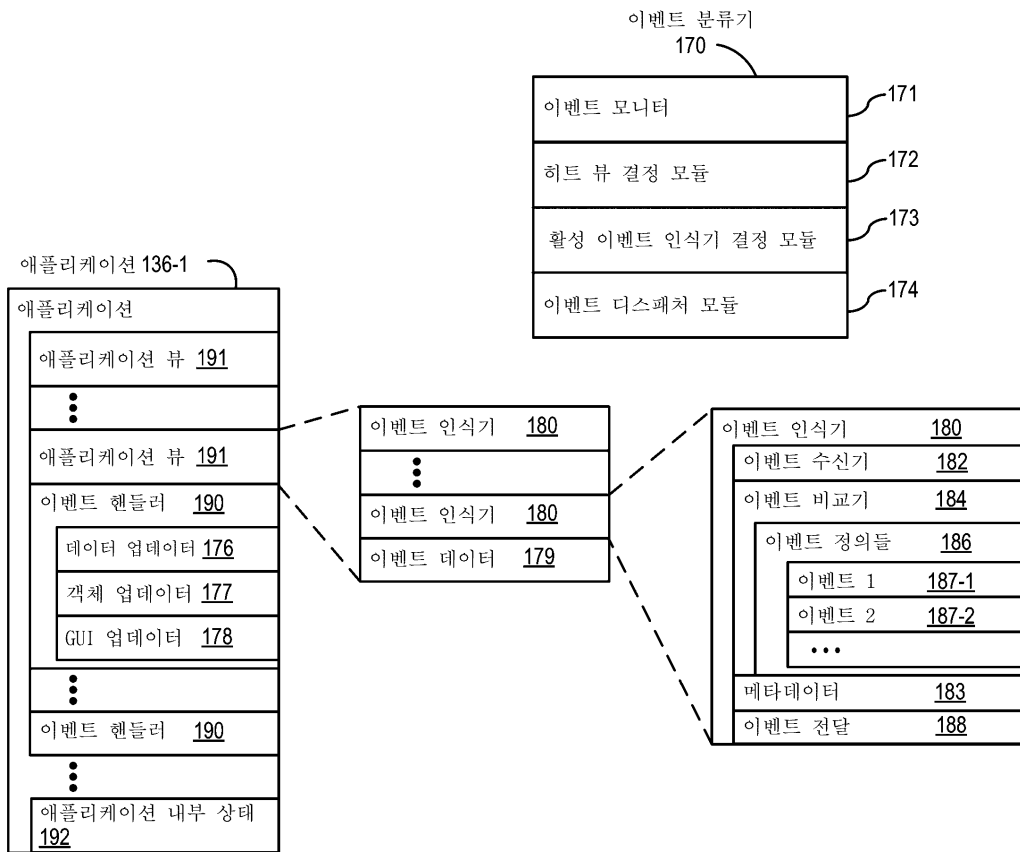 이벤트 분류기
170
이벤트 모니터
171
히트 뷰 결정 모듈
172
활성 이벤트 인식기 결정 모듈
173
이벤트 디스패처 모듈
174
애플리케이션 136-1
애플리케이션
애플리케이션 뷰 191
애플리케이션 뷰 191
이벤트 핸들러 190
데이터 업데이터 176
객체 업데이터 177
GUI 업데이터 178
이벤트 핸들러 190
애플리케이션 내부 상태
192
이벤트 인식기 180
이벤트 인식기 180
이벤트 데이터 179
이벤트 인식기 180
이벤트 수신기 182
이벤트 비교기 184
이벤트 정의들 186
이벤트 1 187-1
이벤트 2 187-2
•••
메타데이터 183
이벤트 전달 188